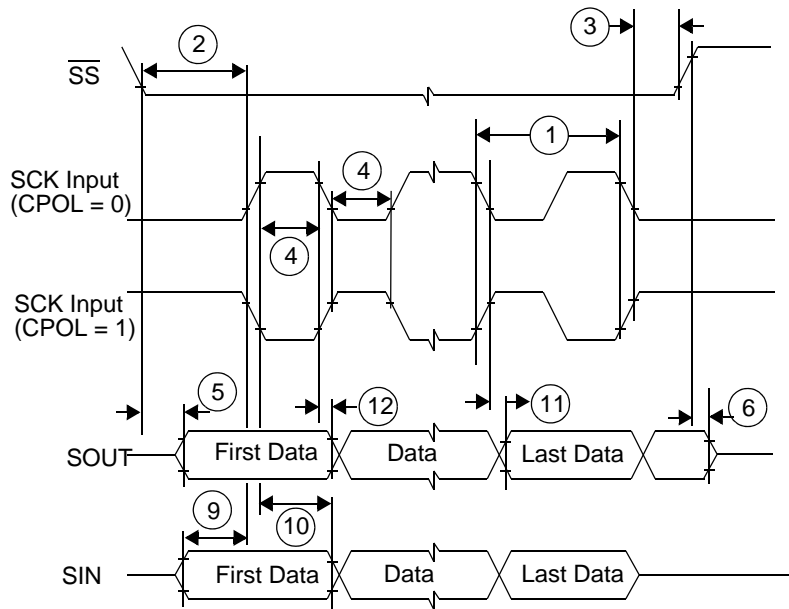 2
3
SS
1
SCK Input
(CPOL = 0)
4
4
SCK Input
(CPOL = 1)
5
12
11
6
SOUT
First Data
Data
Last Data
9
10
SIN
First Data
Data
Last Data